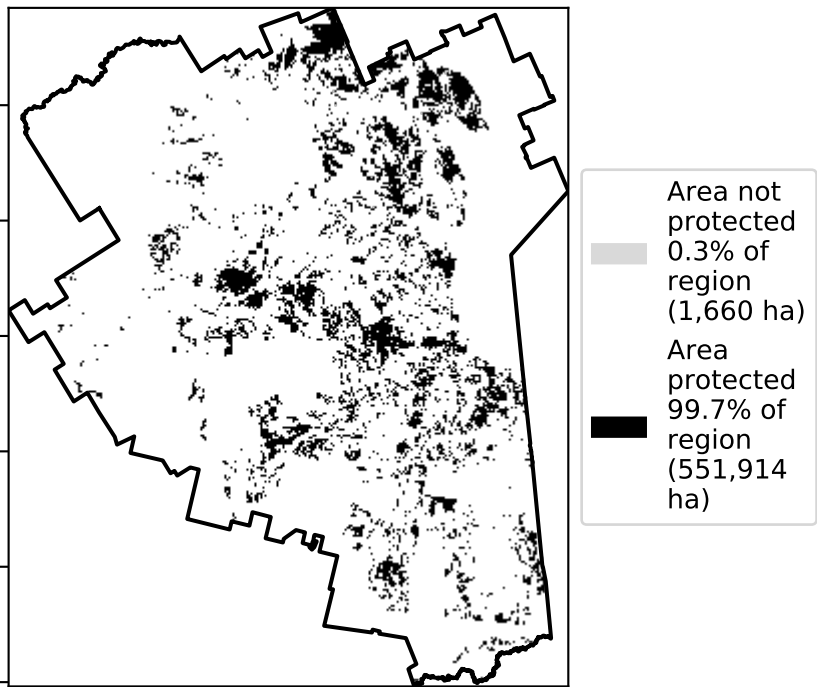 Area not
protected
0.3% of
region
(1,660 ha)
Area
protected
99.7% of
region
(551,914
ha)